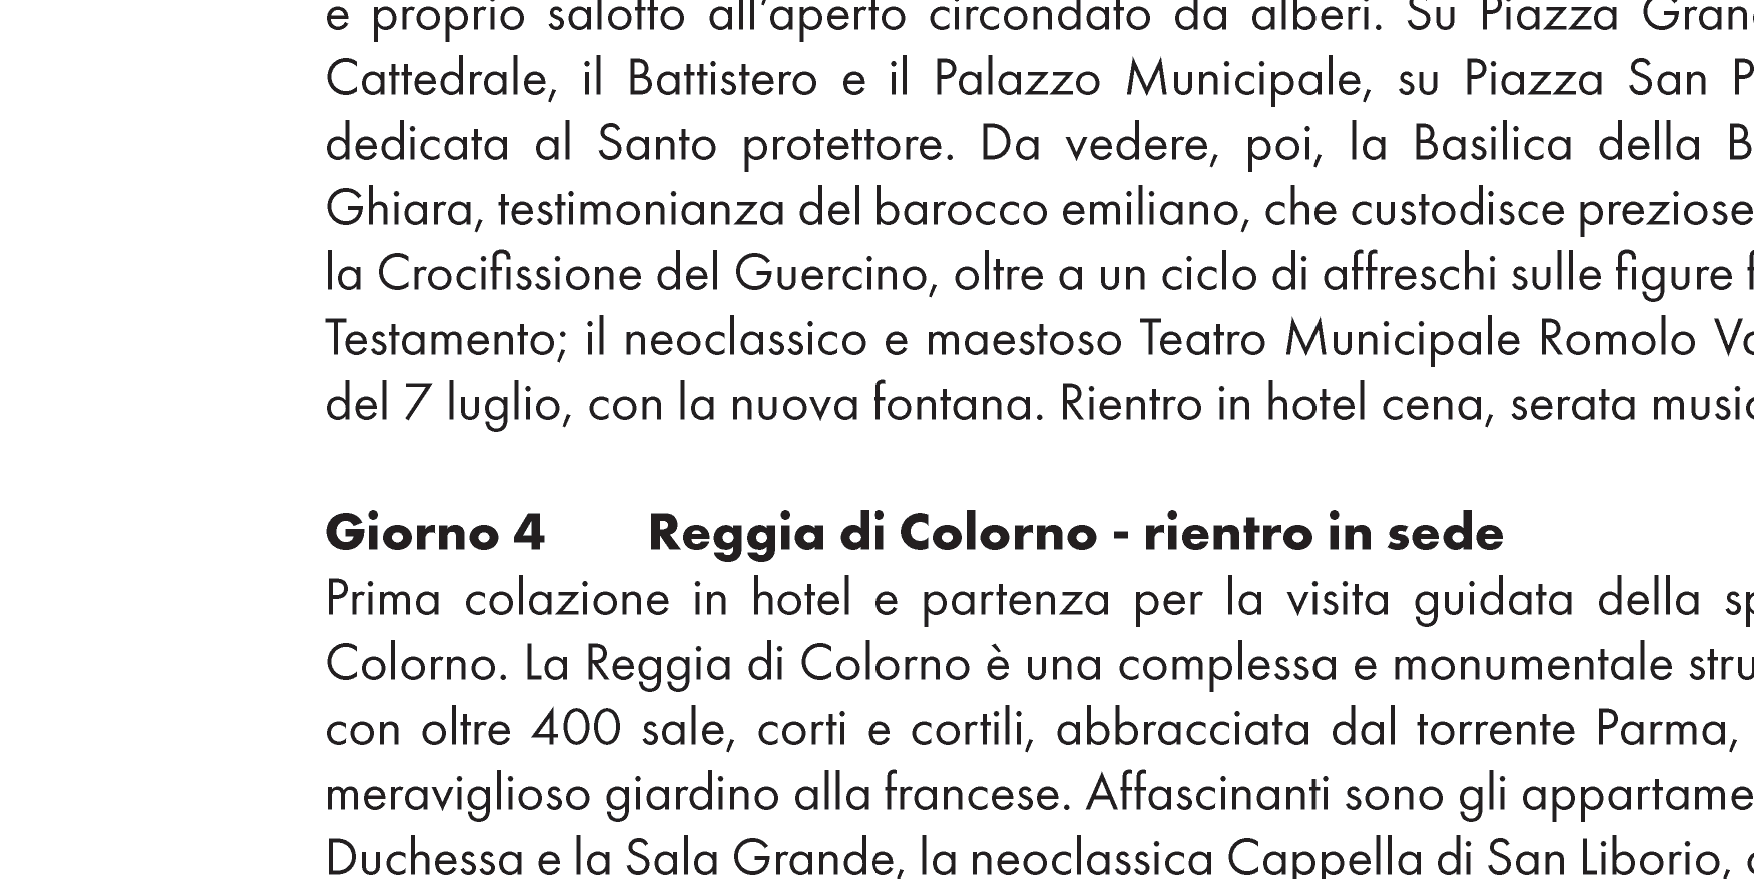 e proprio salotto all'aperto circondato da alberi. Su Piazza
Cattedrale, il Battistero e il Palazzo Municipale, su Piazza San
dedicata al Santo protettore. Da vedere, poi, la Basilica della
Ghiara, testimonianza del barocco emiliano, che custodisce preziose
la Crocifissione del Guercino, oltre a un ciclo di affreschi sulle figure
Testamento; il neoclassico e maestoso Teatro Municipale Romolo
del 7 luglio, con la nuova fontana. Rientro in hotel cena, serata
Giorno 4 Reggia di Colorno - rientro in sede
Prima colazione in hotel e partenza per la visita guidata della
Colorno. La Reggia di Colorno è una complessa e monumentale
con oltre 400 sale, corti e cortili, abbracciata dal torrente Parma,
meraviglioso giardino alla francese. Affascinanti sono gli
Duchessa e la Sala Grande, la neoclassica Cappella di San Liborio,